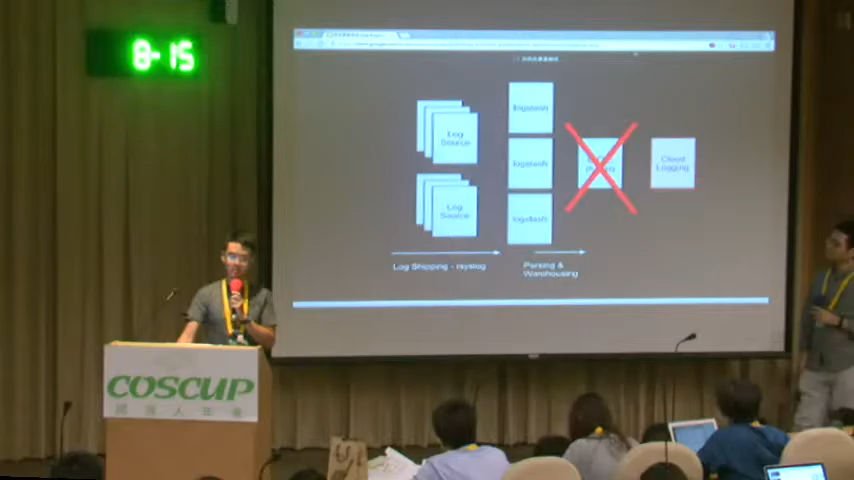 8-15
Log
Source
Log
Source
logstash
logstash
logstash
Cloud
Logging
Log Shipping - rsyslog
Parsing &
Warehousing
COSCUP